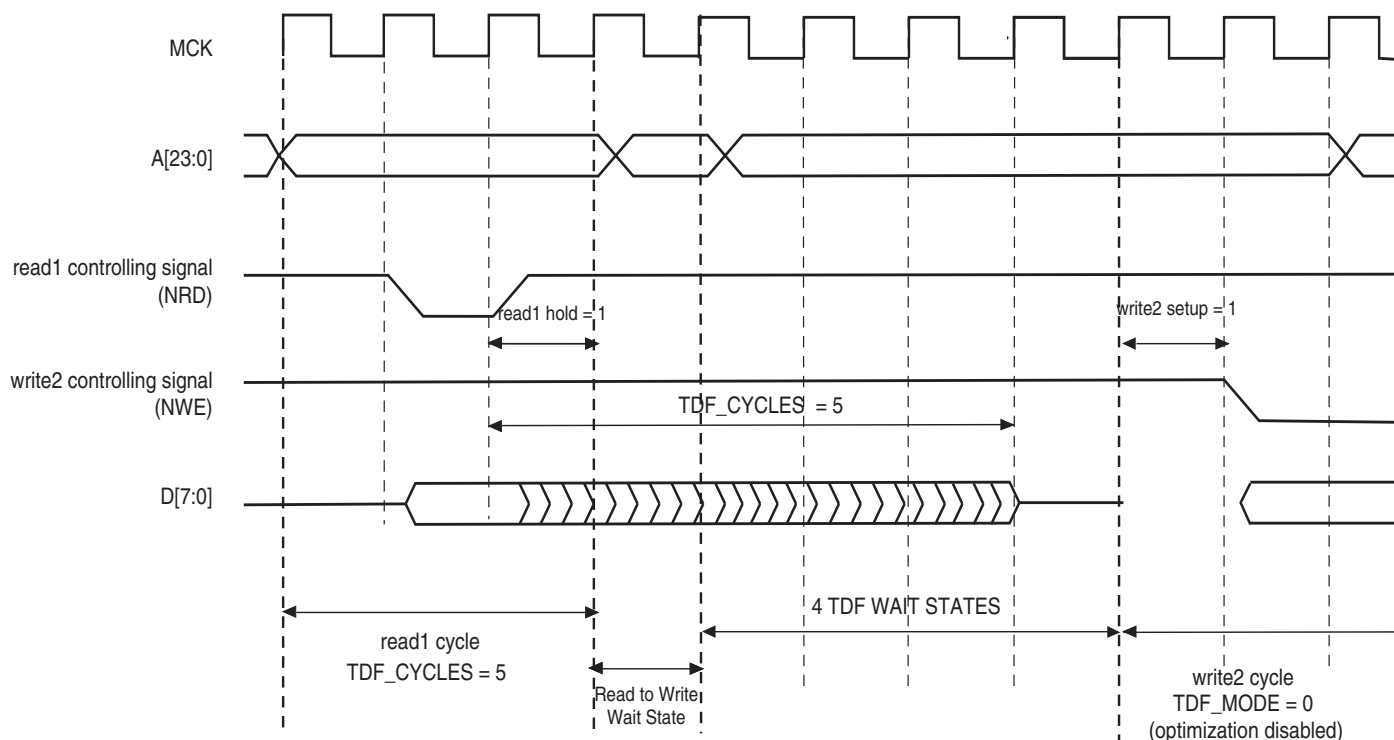 MCK
A[23:0]
read1 controlling signal
(NRD)
read1 hold = 1
write2 setup = 1
write2 controlling signal
(NWE)
TDF_CYCLES = 5
D[7:0]
4 TDF WAIT STATES
read1 cycle
TDF_CYCLES = 5
Read to Write
Wait State
write2 cycle
TDF_MODE = 0
(optimization disabled)